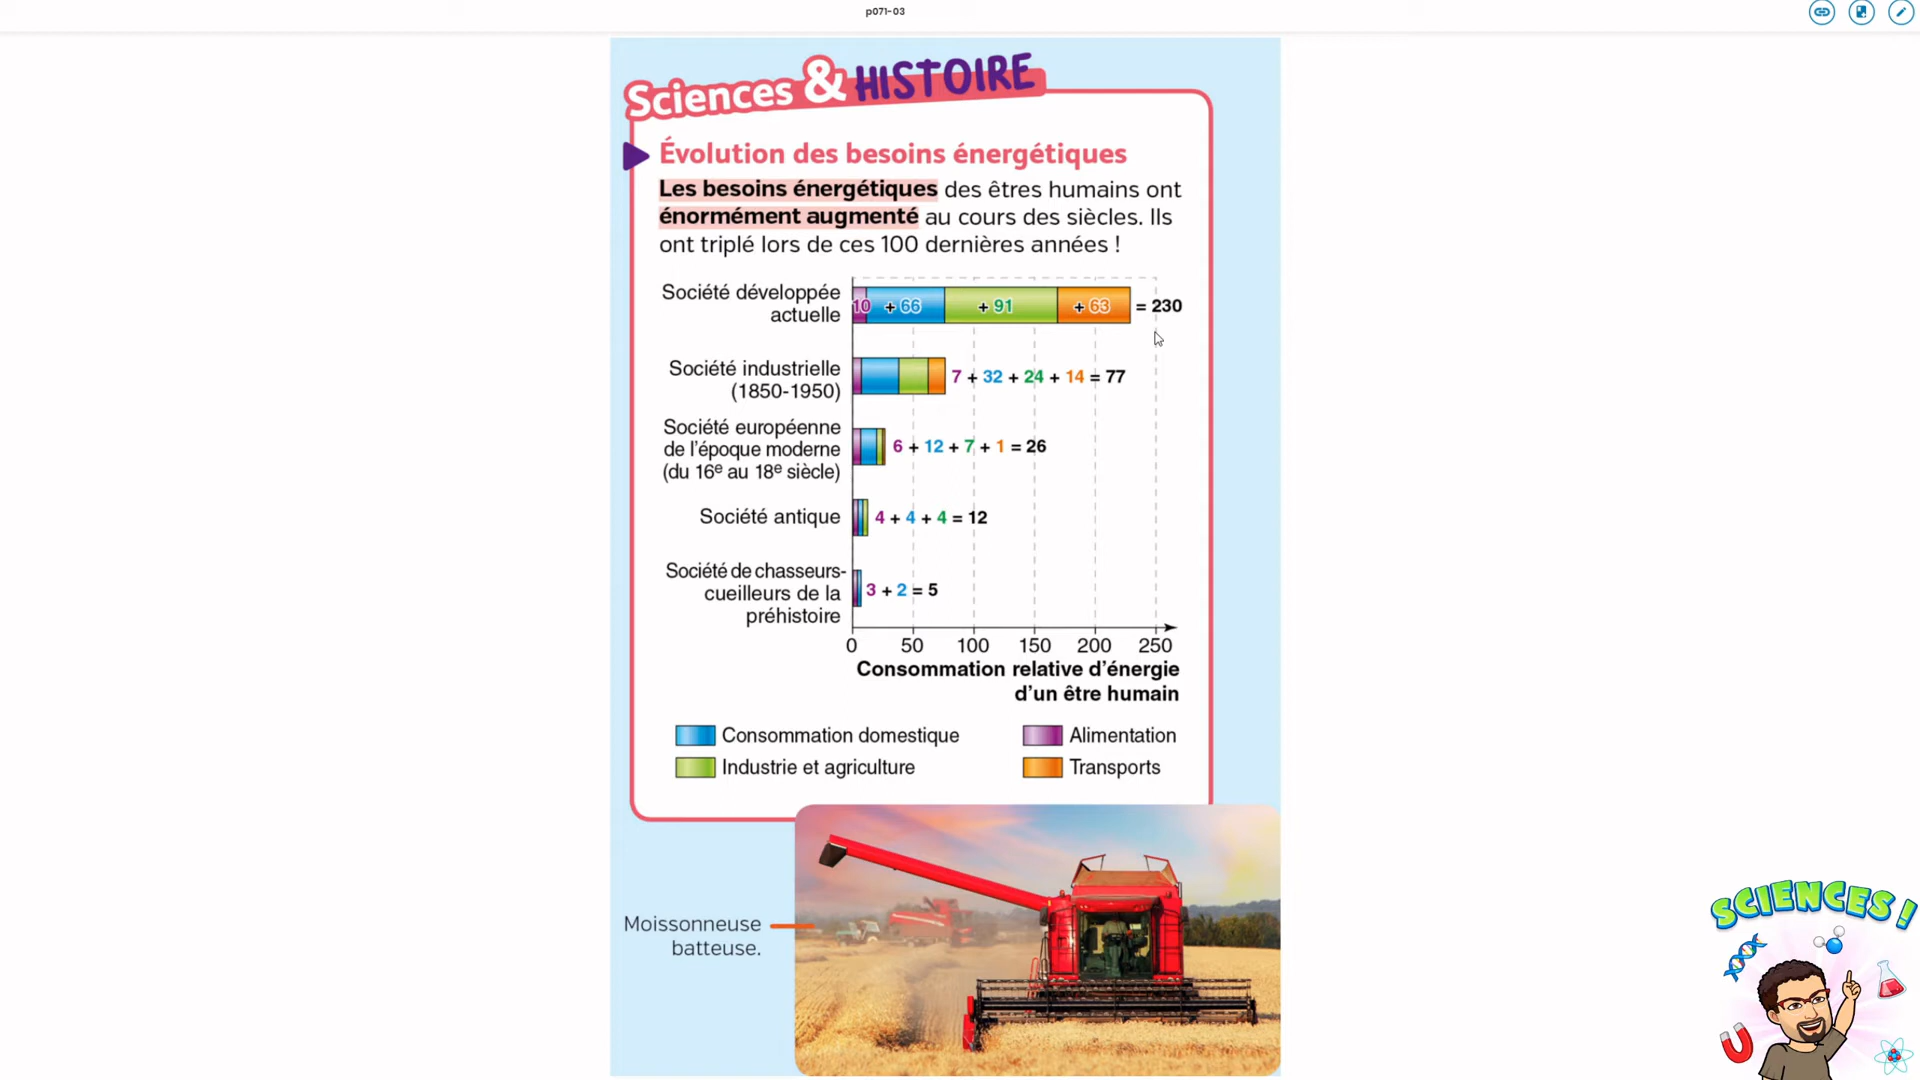 p071-03
Sciences & HISTOIRE
Évolution des besoins énergétiques
Les besoins énergétiques des êtres humains ont
énormément augmenté au cours des siècles. Ils
ont triplé lors de ces 100 dernières années !
Société développée
actuelle
10 + 66 + 91 + 63 = 230
Société industrielle
(1850-1950)
7 + 32 + 24 + 14 = 77
Société européenne
de l'époque moderne
(du 16e au 18e siècle)
6 + 12 + 7 + 1 = 26
Société antique
4 + 4 + 4 = 12
Société de chasseurs-
cueilleurs de la
préhistoire
3 + 2 = 5
0 50 100 150 200 250
Consommation relative d'énergie
d'un être humain
Consommation domestique
Alimentation
Industrie et agriculture
Transports
Moissonneuse
batteuse.
SCIENCES !